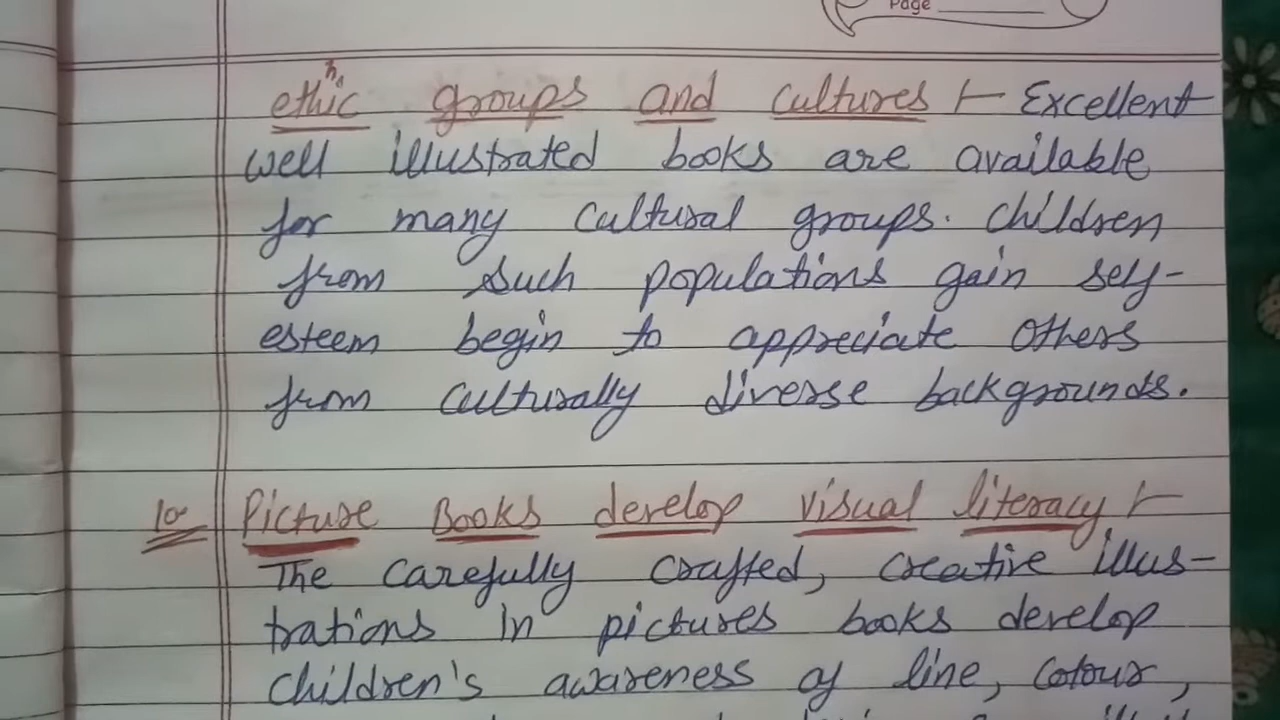 Page
ethnic groups and cultures :- Excellent
well illustrated books are available
for many cultural groups. Children
from such populations gain self-
esteem begin to appreciate others
from culturally diverse backgrounds.
10 Picture Books develop visual literacy :-
The carefully crafted, creative illus-
trations in pictures books develop
children's awareness of line, colour,